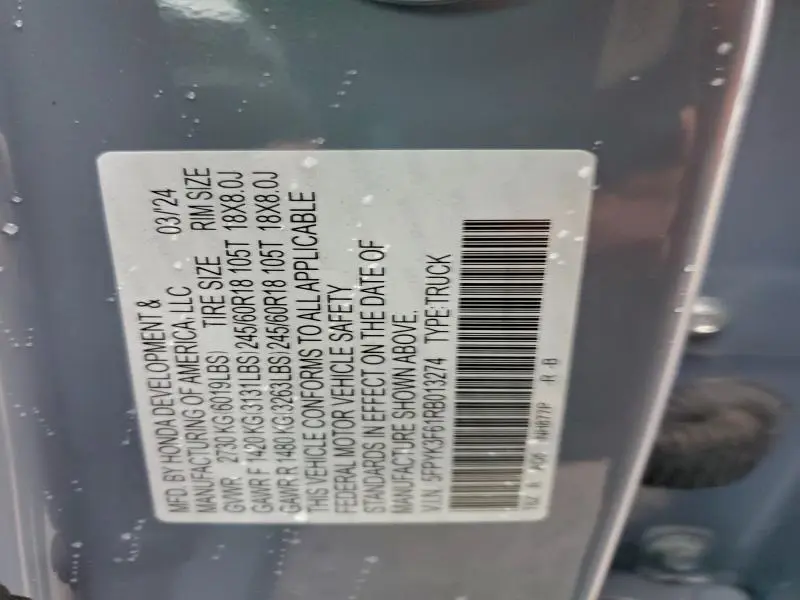 MFD. BY HONDA DEVELOPMENT &
MANUFACTURING OF AMERICA, LLC 03/'24
GVWR 2730 KG(6019LBS) TIRE SIZE RIM SIZE
GAWR F 1420 KG(3131LBS)245/60R18 105T 18X8.0J
GAWR R 1480 KG(3263LBS)245/60R18 105T 18X8.0J
THIS VEHICLE CONFORMS TO ALL APPLICABLE
FEDERAL MOTOR VEHICLE SAFETY
STANDARDS IN EFFECT ON THE DATE OF
MANUFACTURE SHOWN ABOVE.
V.I.N. 5FPYK3F61RB013274 TYPE:TRUCK
NH877P -R -B